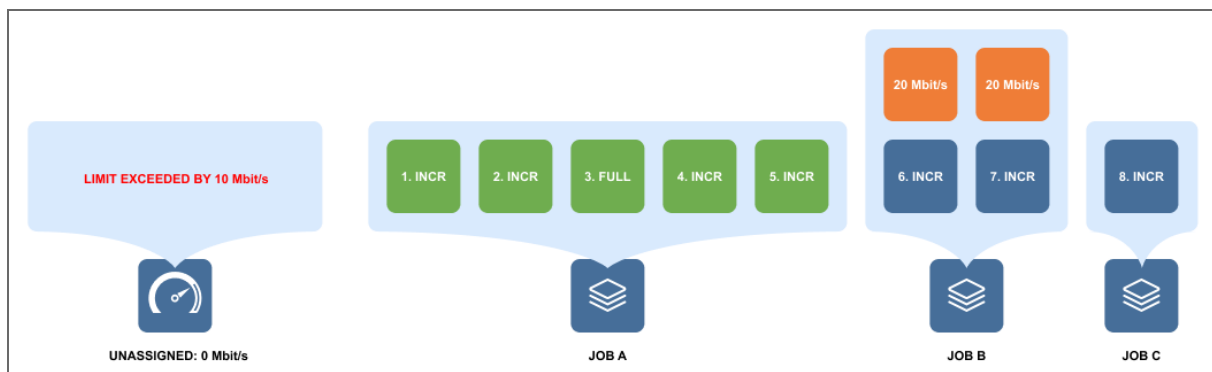 20 Mbit/s
20 Mbit/s
LIMIT EXCEEDED BY 10 Mbit/s
1. INCR
2. INCR
3. FULL
4. INCR
5. INCR
6. INCR
7. INCR
8. INCR
UNASSIGNED: 0 Mbit/s
JOB A
JOB B
JOB C